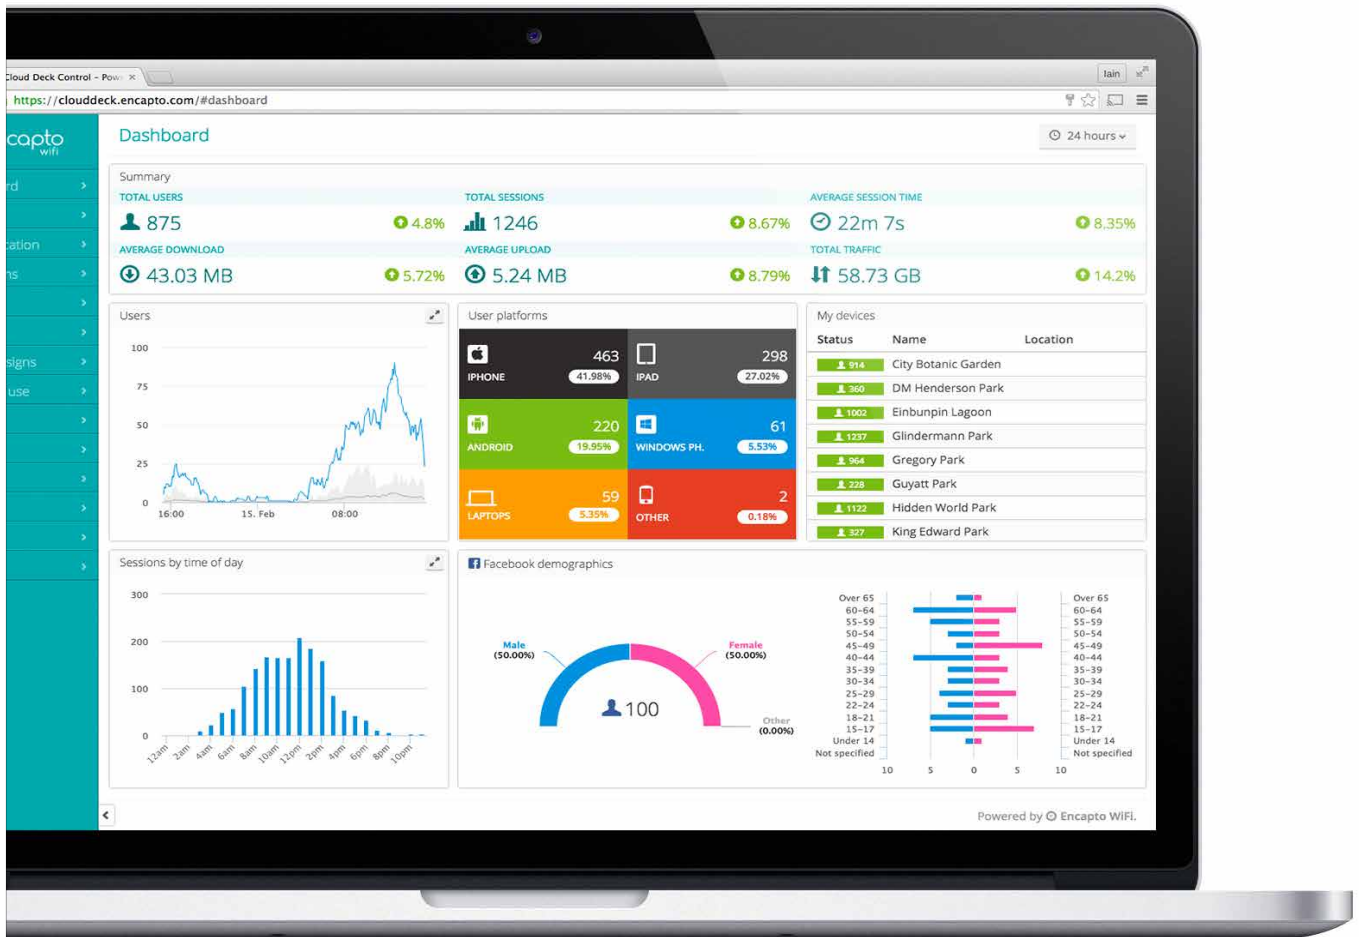 Cloud Deck Control - Pow
Iain
https://clouddeck.encapto.com/#dashboard
capto
wifi
rd
cation
ns
signs
use
Dashboard
24 hours
Summary
TOTAL USERS
875
4.8%
TOTAL SESSIONS
1246
8.67%
AVERAGE SESSION TIME
22m 7s
8.35%
AVERAGE DOWNLOAD
43.03 MB
5.72%
AVERAGE UPLOAD
5.24 MB
8.79%
TOTAL TRAFFIC
58.73 GB
14.2%
Users
100
75
50
25
0
16:00
15. Feb
08:00
User platforms
463
IPHONE
41.98%
298
IPAD
27.02%
220
ANDROID
19.95%
61
WINDOWS PH.
5.53%
59
LAPTOPS
5.35%
2
OTHER
0.18%
My devices
Status Name Location
914 City Botanic Garden
360 DM Henderson Park
1002 Einbunpin Lagoon
1237 Glindermann Park
964 Gregory Park
228 Guyatt Park
1122 Hidden World Park
327 King Edward Park
Sessions by time of day
300
200
100
0
12am
2am
4am
6am
8am
10am
12pm
2pm
4pm
6pm
8pm
10pm
Facebook demographics
Male
(50.00%)
Female
(50.00%)
100
Other
(0.00%)
Over 65 Over 65
60-64 60-64
55-59 55-59
50-54 50-54
45-49 45-49
40-44 40-44
35-39 35-39
30-34 30-34
25-29 25-29
22-24 22-24
18-21 18-21
15-17 15-17
Under 14 Under 14
Not specified Not specified
10 5 0 5 10
Powered by Encapto WiFi.